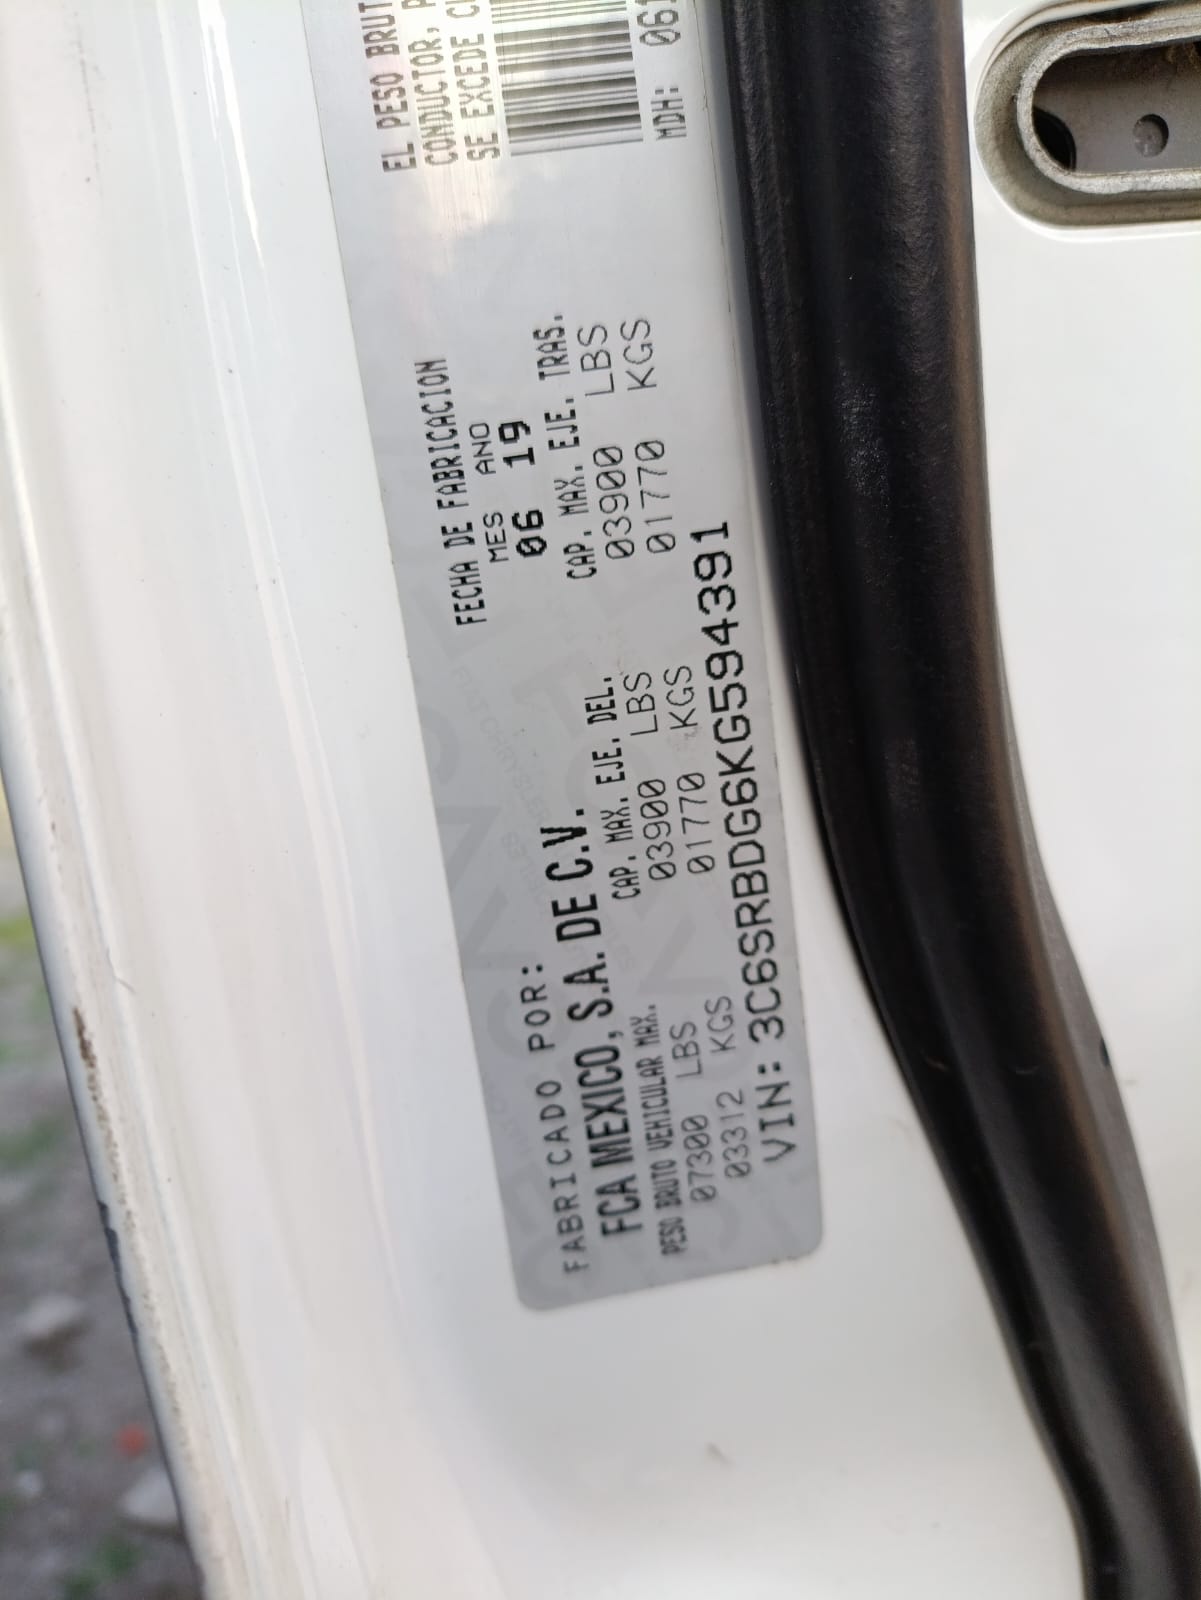 FABRICADO POR:
FCA MEXICO, S.A. DE C.V.
FECHA DE FABRICACION
MES ANO
06 19
PESO BRUTO VEHICULAR MAX.
07300 LBS
03312 KGS
CAP. MAX. EJE. DEL.
03900 LBS
01770 KGS
CAP. MAX. EJE. TRAS.
03900 LBS
01770 KGS
VIN: 3C6SRBDG6KG594391
EL PESO BRUT
CONDUCTOR, P
SE EXCEDE C
MDH: 061